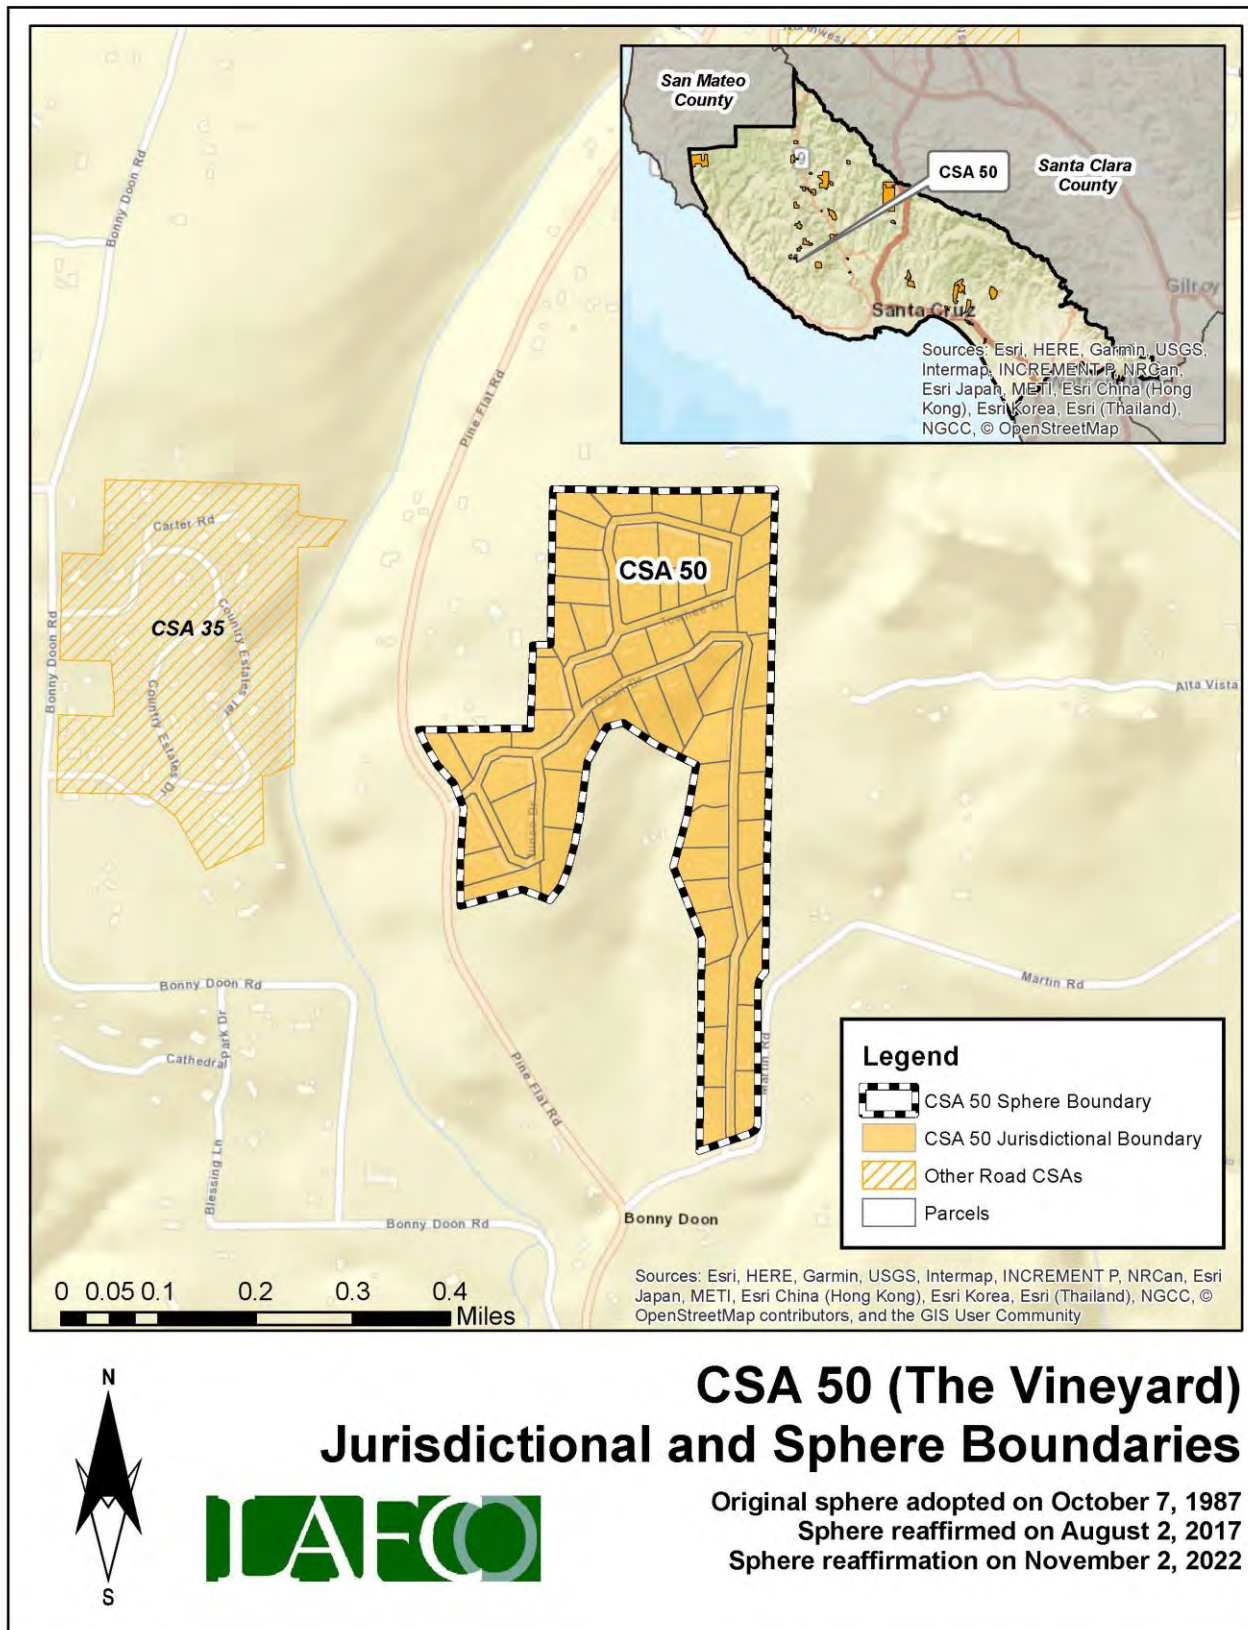 San Mateo
County
9
CSA 50
Santa Clara
County
Gilroy
Santa Cruz
Sources: Esri, HERE, Garmin, USGS,
Intermap, INCREMENT P, NRCan,
Esri Japan, METI, Esri China (Hong
Kong), Esri Korea, Esri (Thailand),
NGCC, © OpenStreetMap
Bonny Doon Rd
Pine Flat Rd
Carter Rd
CSA 35
Country Estates Ter
Country Estates Dr
Bonny Doon Rd
CSA 50
Quail Dr
Alta Vista
Martin Rd
Martin Rd
Bonny Doon Rd
Cathedral
Park Dr
Blessing Ln
Pine Flat Rd
Bonny Doon Rd
Bonny Doon
Legend
CSA 50 Sphere Boundary
CSA 50 Jurisdictional Boundary
Other Road CSAs
Parcels
0 0.05 0.1 0.2 0.3 0.4
Miles
Sources: Esri, HERE, Garmin, USGS, Intermap, INCREMENT P, NRCan, Esri
Japan, METI, Esri China (Hong Kong), Esri Korea, Esri (Thailand), NGCC, ©
OpenStreetMap contributors, and the GIS User Community
N
S
LAFCO
CSA 50 (The Vineyard)
Jurisdictional and Sphere Boundaries
Original sphere adopted on October 7, 1987
Sphere reaffirmed on August 2, 2017
Sphere reaffirmation on November 2, 2022